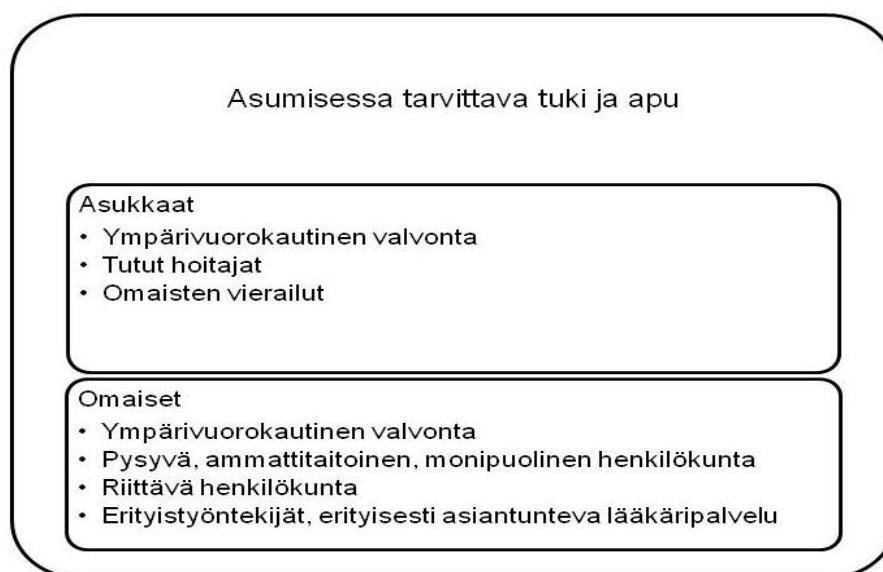 Asumisessa tarvittava tuki ja apu
Asukkaat
• Ympärivuorokautinen valvonta
• Tutut hoitajat
• Omaisten vierailut
Omaiset
• Ympärivuorokautinen valvonta
• Pysyvä, ammattitaitoinen, monipuolinen henkilökunta
• Riittävä henkilökunta
• Erityistyöntekijät, erityisesti asiantunteva lääkäripalvelu